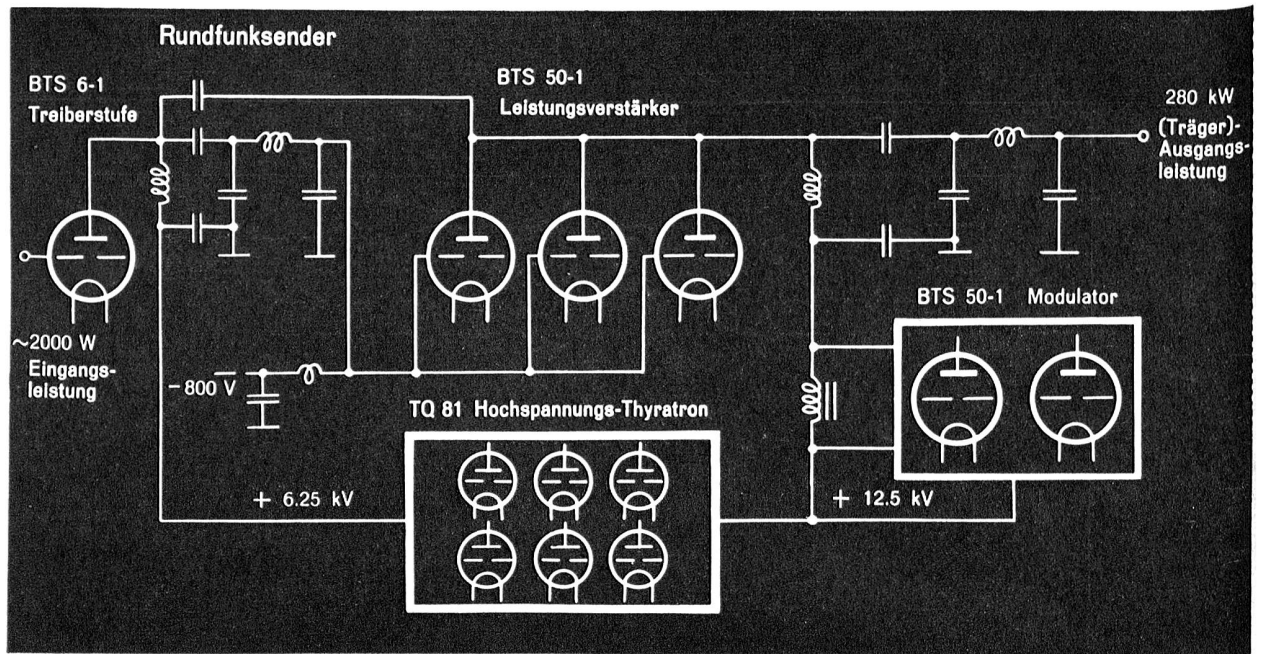 Rundfunksender
BTS 6-1
Treiberstufe
BTS 50-1
Leistungsverstärker
280 kW
(Träger)-
Ausgangs-
leistung
~2000 W
Eingangs-
leistung
− 800 V
BTS 50-1 Modulator
TQ 81 Hochspannungs-Thyratron
+ 6.25 kV
+ 12.5 kV